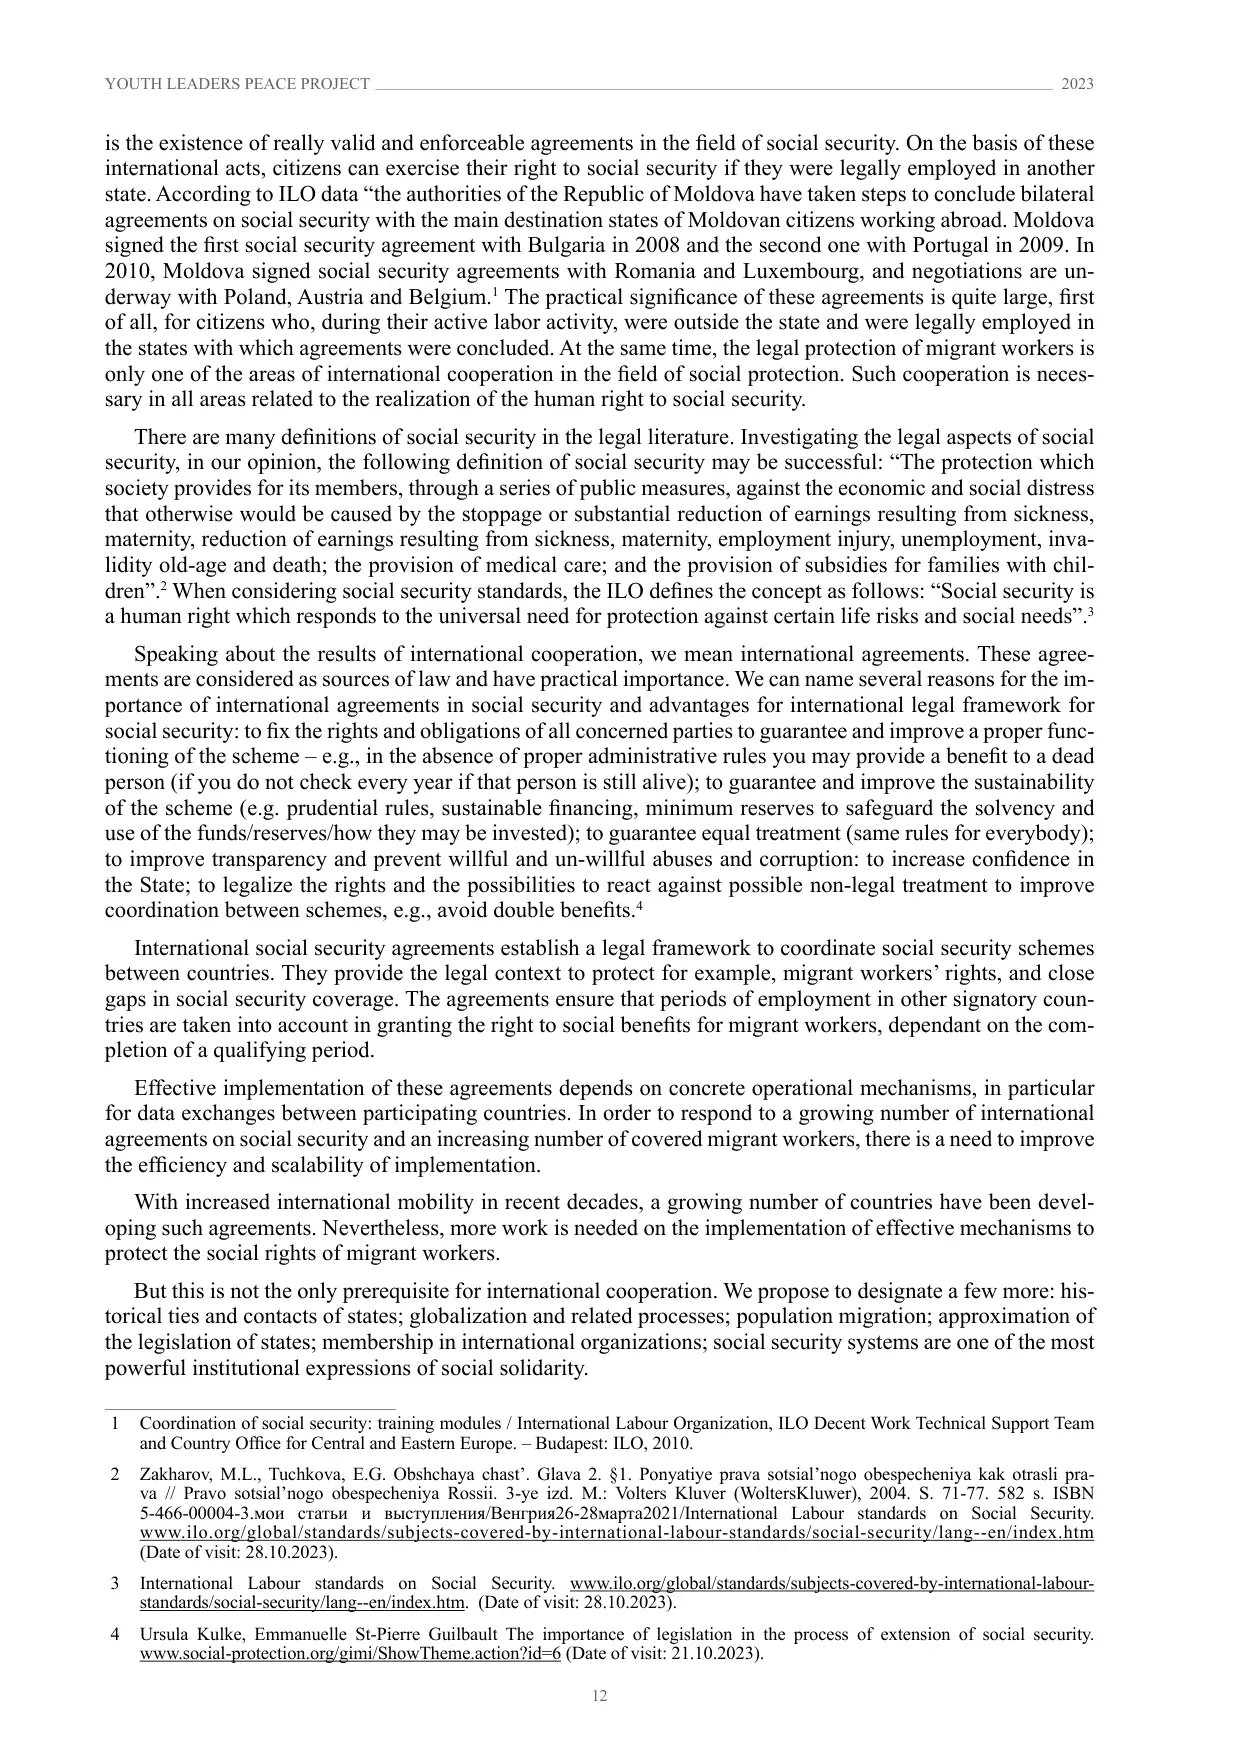 YOUTH LEADERS PEACE PROJECT 2023
is the existence of really valid and enforceable agreements in the field of social security. On the basis of these
international acts, citizens can exercise their right to social security if they were legally employed in another
state. According to ILO data “the authorities of the Republic of Moldova have taken steps to conclude bilateral
agreements on social security with the main destination states of Moldovan citizens working abroad. Moldova
signed the first social security agreement with Bulgaria in 2008 and the second one with Portugal in 2009. In
2010, Moldova signed social security agreements with Romania and Luxembourg, and negotiations are un-
derway with Poland, Austria and Belgium.1 The practical significance of these agreements is quite large, first
of all, for citizens who, during their active labor activity, were outside the state and were legally employed in
the states with which agreements were concluded. At the same time, the legal protection of migrant workers is
only one of the areas of international cooperation in the field of social protection. Such cooperation is neces-
sary in all areas related to the realization of the human right to social security.
There are many definitions of social security in the legal literature. Investigating the legal aspects of social
security, in our opinion, the following definition of social security may be successful: “The protection which
society provides for its members, through a series of public measures, against the economic and social distress
that otherwise would be caused by the stoppage or substantial reduction of earnings resulting from sickness,
maternity, reduction of earnings resulting from sickness, maternity, employment injury, unemployment, inva-
lidity old-age and death; the provision of medical care; and the provision of subsidies for families with chil-
dren”.2 When considering social security standards, the ILO defines the concept as follows: “Social security is
a human right which responds to the universal need for protection against certain life risks and social needs”.3
Speaking about the results of international cooperation, we mean international agreements. These agree-
ments are considered as sources of law and have practical importance. We can name several reasons for the im-
portance of international agreements in social security and advantages for international legal framework for
social security: to fix the rights and obligations of all concerned parties to guarantee and improve a proper func-
tioning of the scheme – e.g., in the absence of proper administrative rules you may provide a benefit to a dead
person (if you do not check every year if that person is still alive); to guarantee and improve the sustainability
of the scheme (e.g. prudential rules, sustainable financing, minimum reserves to safeguard the solvency and
use of the funds/reserves/how they may be invested); to guarantee equal treatment (same rules for everybody);
to improve transparency and prevent willful and un-willful abuses and corruption: to increase confidence in
the State; to legalize the rights and the possibilities to react against possible non-legal treatment to improve
coordination between schemes, e.g., avoid double benefits.4
International social security agreements establish a legal framework to coordinate social security schemes
between countries. They provide the legal context to protect for example, migrant workers’ rights, and close
gaps in social security coverage. The agreements ensure that periods of employment in other signatory coun-
tries are taken into account in granting the right to social benefits for migrant workers, dependant on the com-
pletion of a qualifying period.
Effective implementation of these agreements depends on concrete operational mechanisms, in particular
for data exchanges between participating countries. In order to respond to a growing number of international
agreements on social security and an increasing number of covered migrant workers, there is a need to improve
the efficiency and scalability of implementation.
With increased international mobility in recent decades, a growing number of countries have been devel-
oping such agreements. Nevertheless, more work is needed on the implementation of effective mechanisms to
protect the social rights of migrant workers.
But this is not the only prerequisite for international cooperation. We propose to designate a few more: his-
torical ties and contacts of states; globalization and related processes; population migration; approximation of
the legislation of states; membership in international organizations; social security systems are one of the most
powerful institutional expressions of social solidarity.
1 Coordination of social security: training modules / International Labour Organization, ILO Decent Work Technical Support Team
and Country Office for Central and Eastern Europe. – Budapest: ILO, 2010.
2 Zakharov, M.L., Tuchkova, E.G. Obshchaya chast’. Glava 2. §1. Ponyatiye prava sotsial’nogo obespecheniya kak otrasli pra-
va // Pravo sotsial’nogo obespecheniya Rossii. 3-ye izd. M.: Volters Kluver (WoltersKluwer), 2004. S. 71-77. 582 s. ISBN
5-466-00004-3.мои статьи и выступления/Венгрия26-28марта2021/International Labour standards on Social Security.
www.ilo.org/global/standards/subjects-covered-by-international-labour-standards/social-security/lang--en/index.htm
(Date of visit: 28.10.2023).
3 International Labour standards on Social Security. www.ilo.org/global/standards/subjects-covered-by-international-labour-
standards/social-security/lang--en/index.htm. (Date of visit: 28.10.2023).
4 Ursula Kulke, Emmanuelle St-Pierre Guilbault The importance of legislation in the process of extension of social security.
www.social-protection.org/gimi/ShowTheme.action?id=6 (Date of visit: 21.10.2023).
12